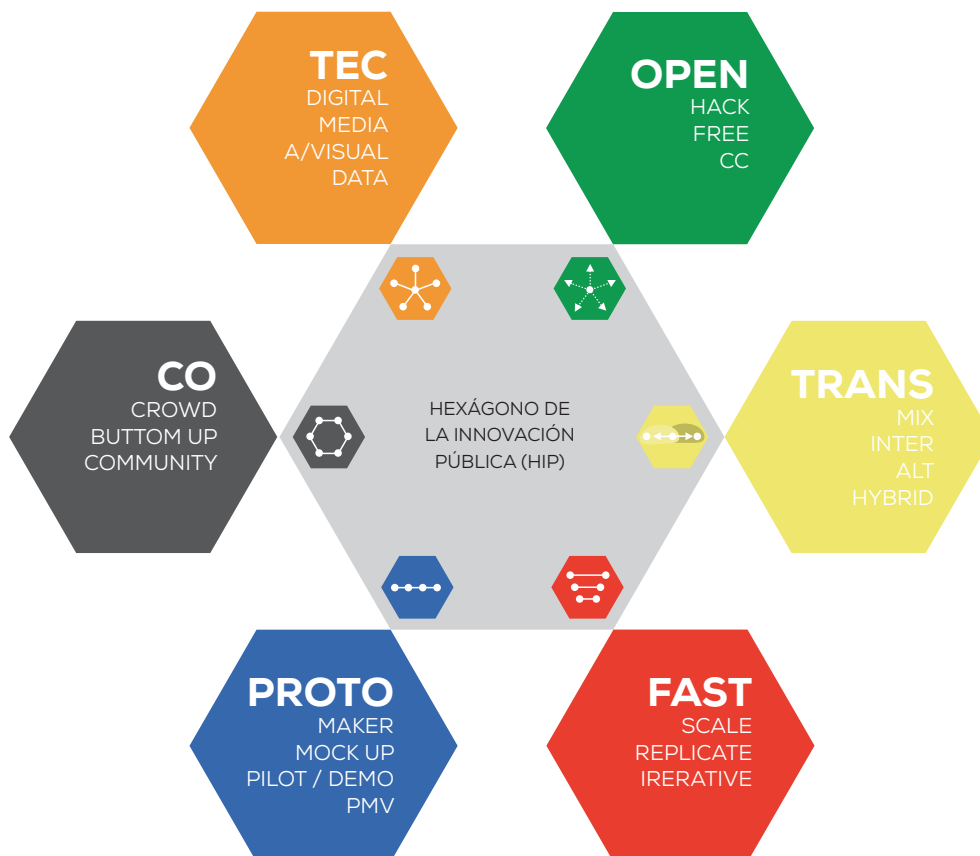 TEC
DIGITAL
MEDIA
A/VISUAL
DATA
OPEN
HACK
FREE
CC
CO
CROWD
BUTTOM UP
COMMUNITY
HEXÁGONO DE
LA INNOVACIÓN
PÚBLICA (HIP)
TRANS
MIX
INTER
ALT
HYBRID
PROTO
MAKER
MOCK UP
PILOT / DEMO
PMV
FAST
SCALE
REPLICATE
IRERATIVE